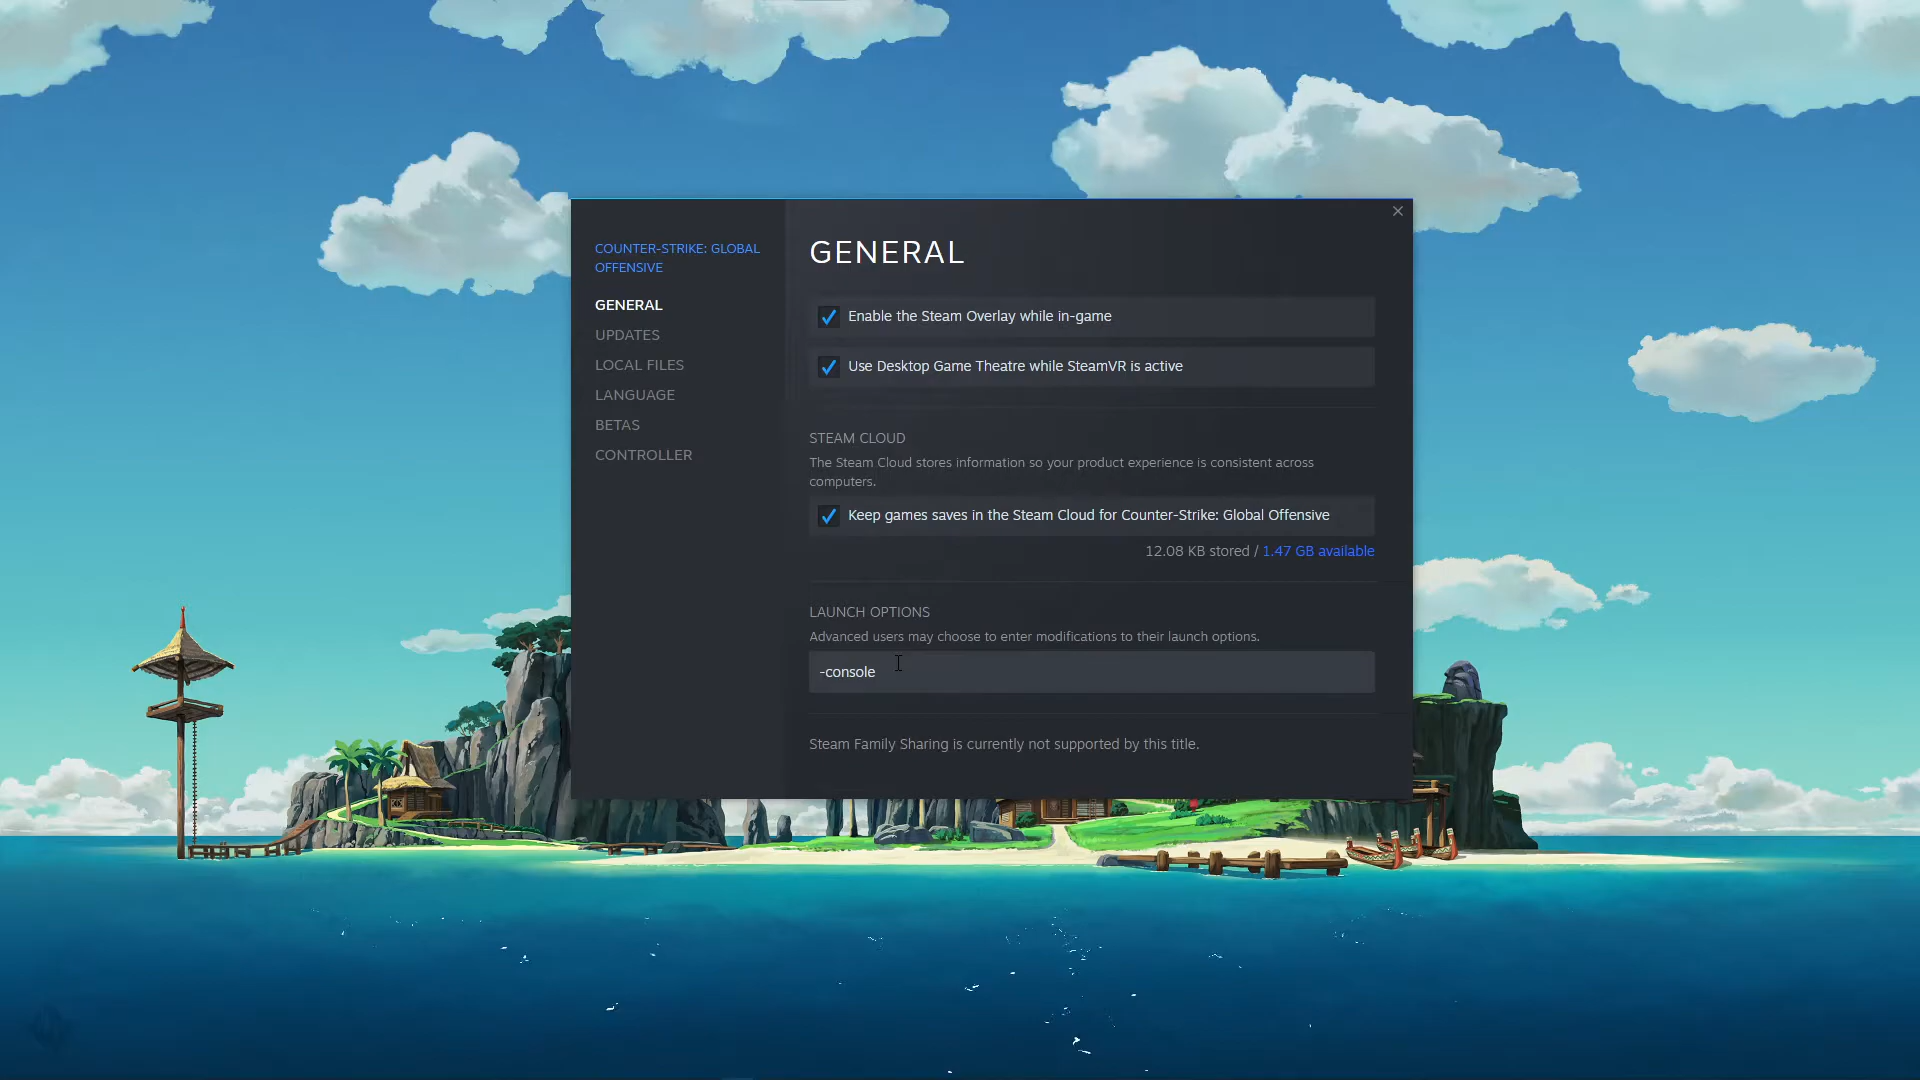 COUNTER-STRIKE: GLOBAL
OFFENSIVE
GENERAL
UPDATES
LOCAL FILES
LANGUAGE
BETAS
CONTROLLER
GENERAL
Enable the Steam Overlay while in-game
Use Desktop Game Theatre while SteamVR is active
STEAM CLOUD
The Steam Cloud stores information so your product experience is consistent across
computers.
Keep games saves in the Steam Cloud for Counter-Strike: Global Offensive
12.08 KB stored / 1.47 GB available
LAUNCH OPTIONS
Advanced users may choose to enter modifications to their launch options.
-console
Steam Family Sharing is currently not supported by this title.